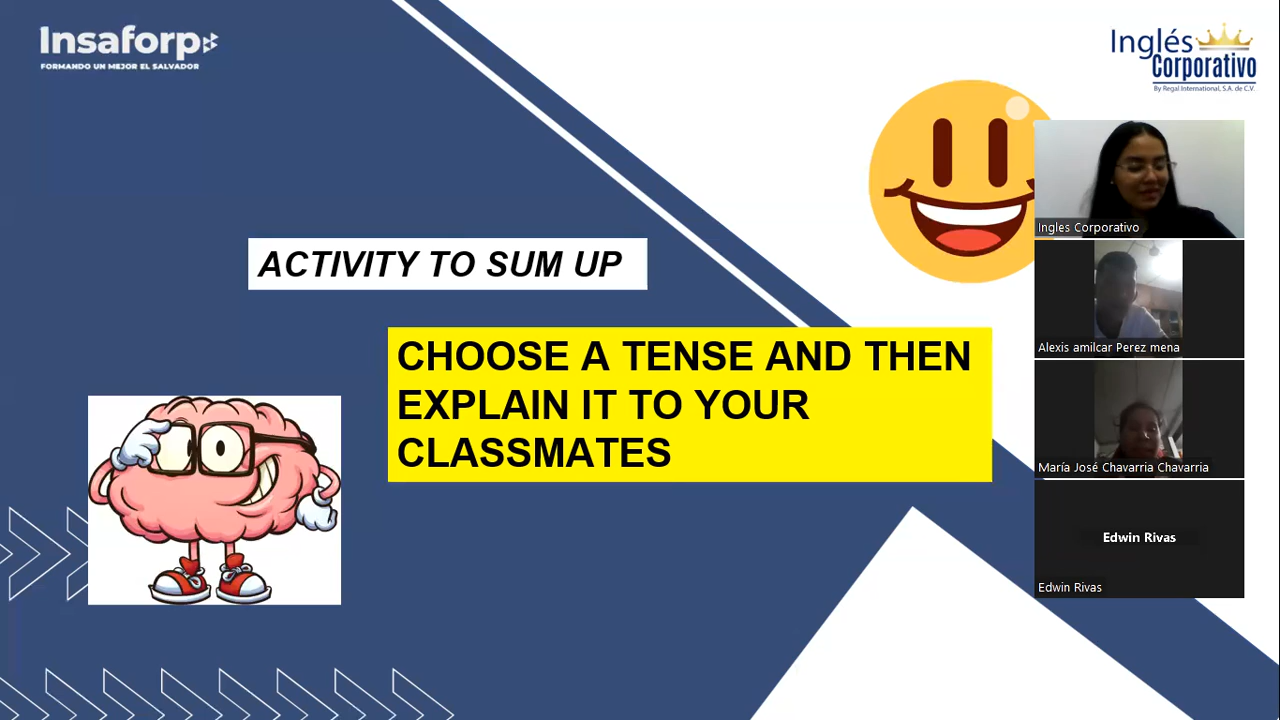 Insaforp
FORMANDO UN MEJOR EL SALVADOR
Inglés
Corporativo
By Regal International, S.A. de C.V.
ACTIVITY TO SUM UP
CHOOSE A TENSE AND THEN
EXPLAIN IT TO YOUR
CLASSMATES
Ingles Corporativo
Alexis amilcar Perez mena
María José Chavarria Chavarria
Edwin Rivas
Edwin Rivas